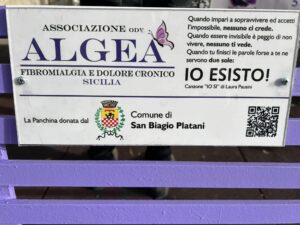 ASSOCIAZIONE ODV
ALGEA
FIBROMIALGIA E DOLORE CRONICO
SICILIA
Quando impari a sopravvivere ed accetti
l'impossibile, nessuno ci crede.
Quando essere invisibile è peggio di non
vivere, nessuno ti vede.
Quando tu finisci le parole forse a te ne
servono due sole:
IO ESISTO!
Canzone "IO SÌ" di Laura Pausini
La Panchina donata dal
Comune di
San Biagio Platani